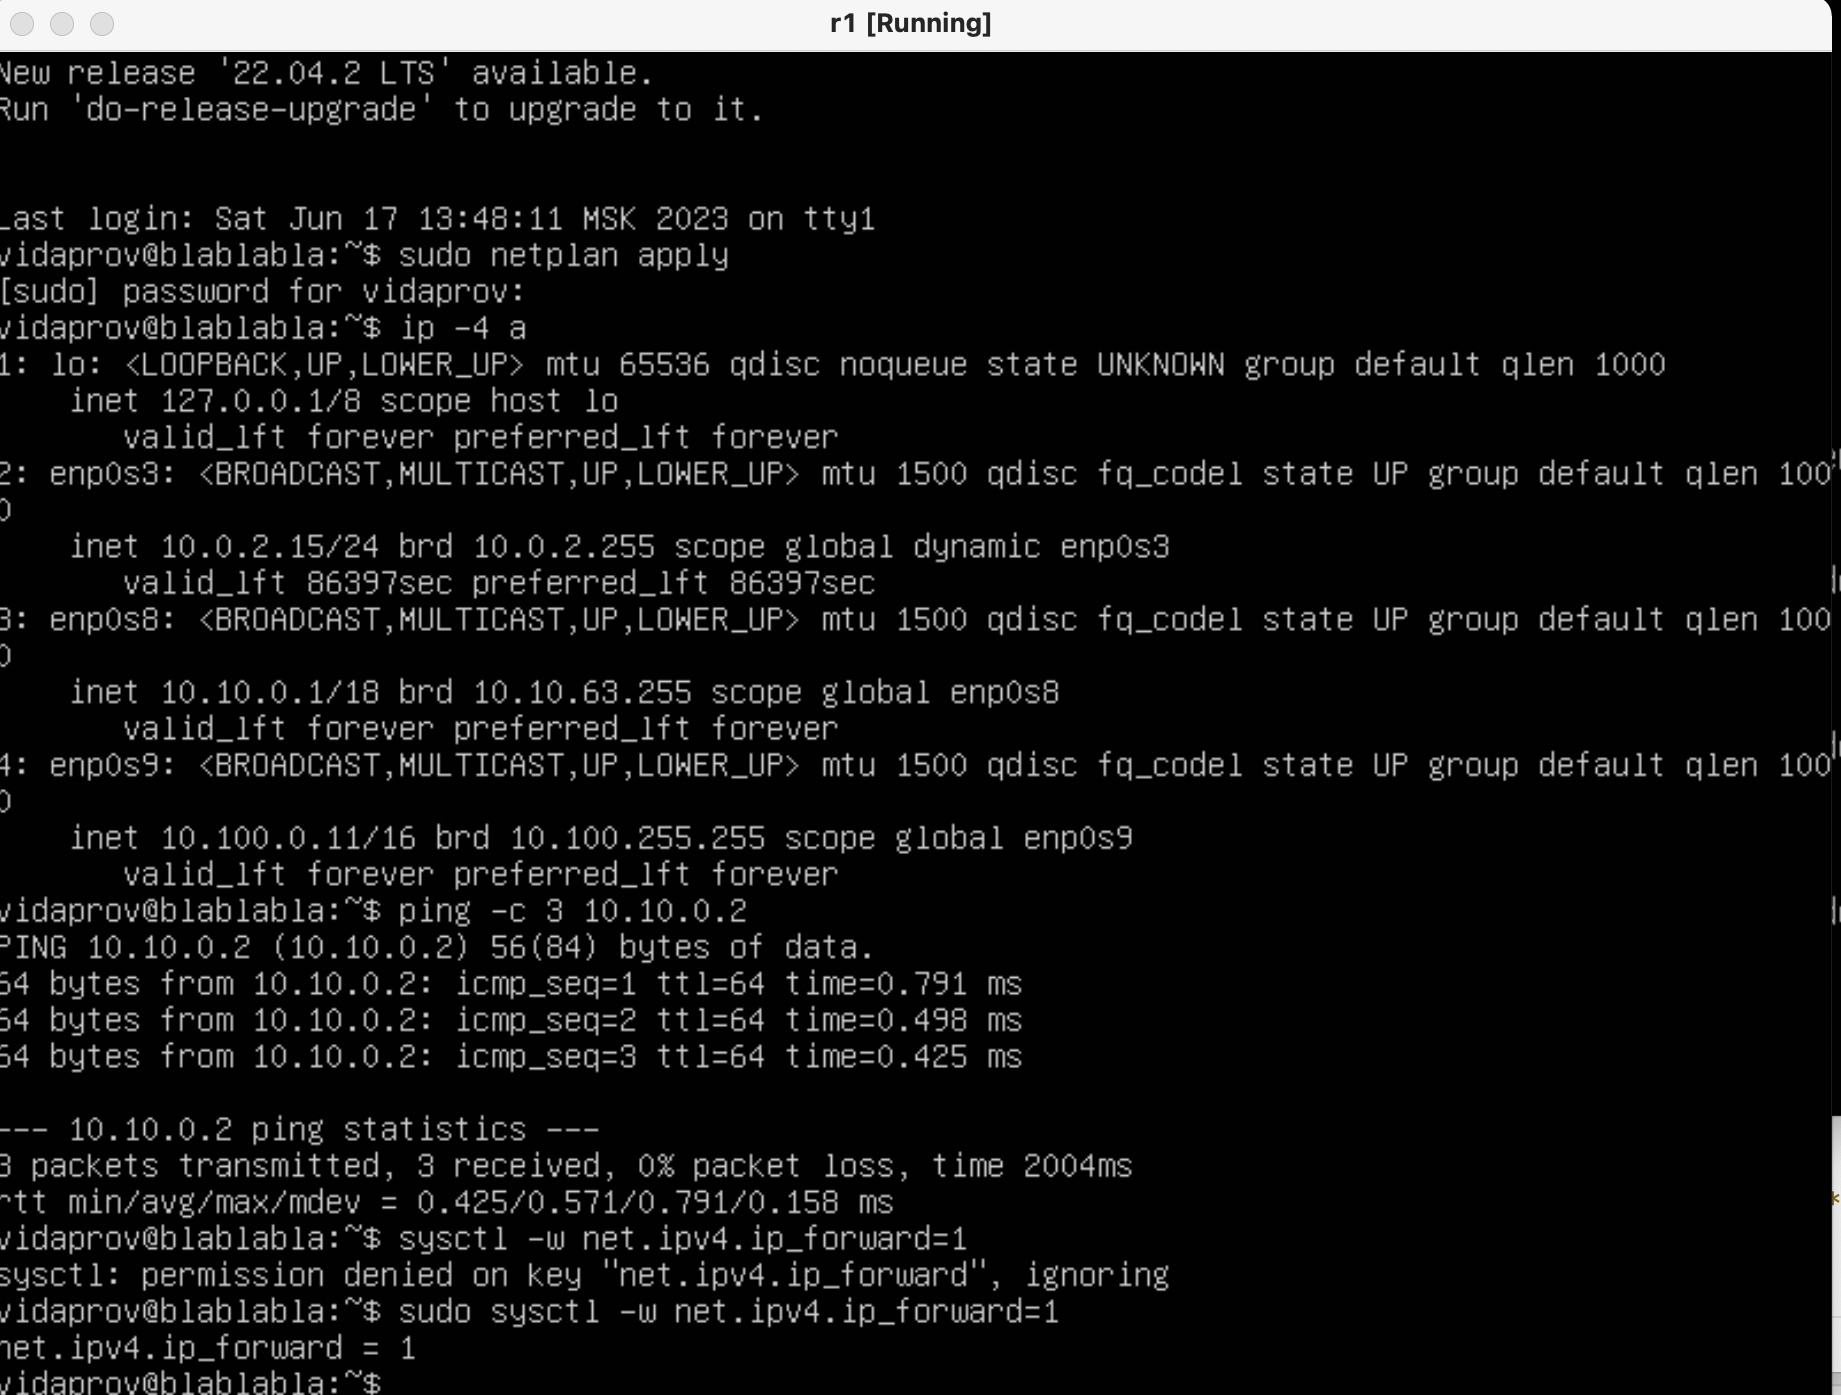 r1 [Running]
New release '22.04.2 LTS' available.
Run 'do-release-upgrade' to upgrade to it.
Last login: Sat Jun 17 13:48:11 MSK 2023 on tty1
vidaprov@blablabla:~$ sudo netplan apply
[sudo] password for vidaprov:
vidaprov@blablabla:~$ ip -4 a
1: lo: <LOOPBACK,UP,LOWER_UP> mtu 65536 qdisc noqueue state UNKNOWN group default qlen 1000
inet 127.0.0.1/8 scope host lo
valid_lft forever preferred_lft forever
2: enp0s3: <BROADCAST,MULTICAST,UP,LOWER_UP> mtu 1500 qdisc fq_codel state UP group default qlen 100
0
inet 10.0.2.15/24 brd 10.0.2.255 scope global dynamic enp0s3
valid_lft 86397sec preferred_lft 86397sec
3: enp0s8: <BROADCAST,MULTICAST,UP,LOWER_UP> mtu 1500 qdisc fq_codel state UP group default qlen 100
0
inet 10.10.0.1/18 brd 10.10.63.255 scope global enp0s8
valid_lft forever preferred_lft forever
4: enp0s9: <BROADCAST,MULTICAST,UP,LOWER_UP> mtu 1500 qdisc fq_codel state UP group default qlen 100
0
inet 10.100.0.11/16 brd 10.100.255.255 scope global enp0s9
valid_lft forever preferred_lft forever
vidaprov@blablabla:~$ ping -c 3 10.10.0.2
PING 10.10.0.2 (10.10.0.2) 56(84) bytes of data.
64 bytes from 10.10.0.2: icmp_seq=1 ttl=64 time=0.791 ms
64 bytes from 10.10.0.2: icmp_seq=2 ttl=64 time=0.498 ms
64 bytes from 10.10.0.2: icmp_seq=3 ttl=64 time=0.425 ms
--- 10.10.0.2 ping statistics ---
3 packets transmitted, 3 received, 0% packet loss, time 2004ms
rtt min/avg/max/mdev = 0.425/0.571/0.791/0.158 ms
vidaprov@blablabla:~$ sysctl -w net.ipv4.ip_forward=1
sysctl: permission denied on key "net.ipv4.ip_forward", ignoring
vidaprov@blablabla:~$ sudo sysctl -w net.ipv4.ip_forward=1
net.ipv4.ip_forward = 1
vidaprov@blablabla:~$